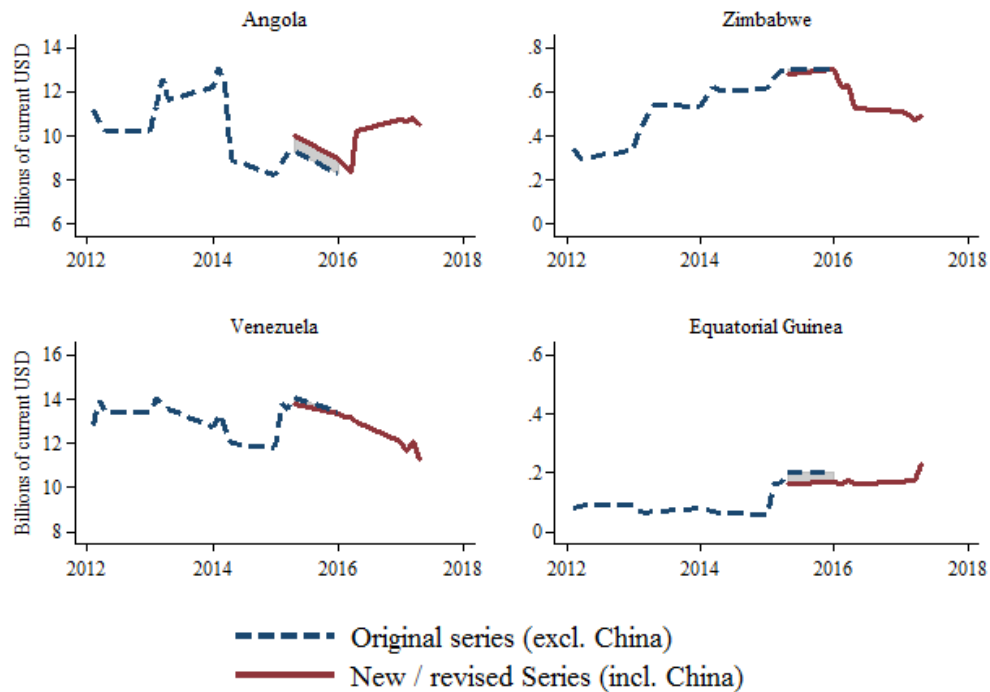 Angola
Billions of current USD
14
12
10
8
6
2012 2014 2016 2018
Zimbabwe
.8
.6
.4
.2
0
2012 2014 2016 2018
Venezuela
Billions of current USD
16
14
12
10
8
2012 2014 2016 2018
Equatorial Guinea
.6
.4
.2
0
2012 2014 2016 2018
Original series (excl. China)
New / revised Series (incl. China)